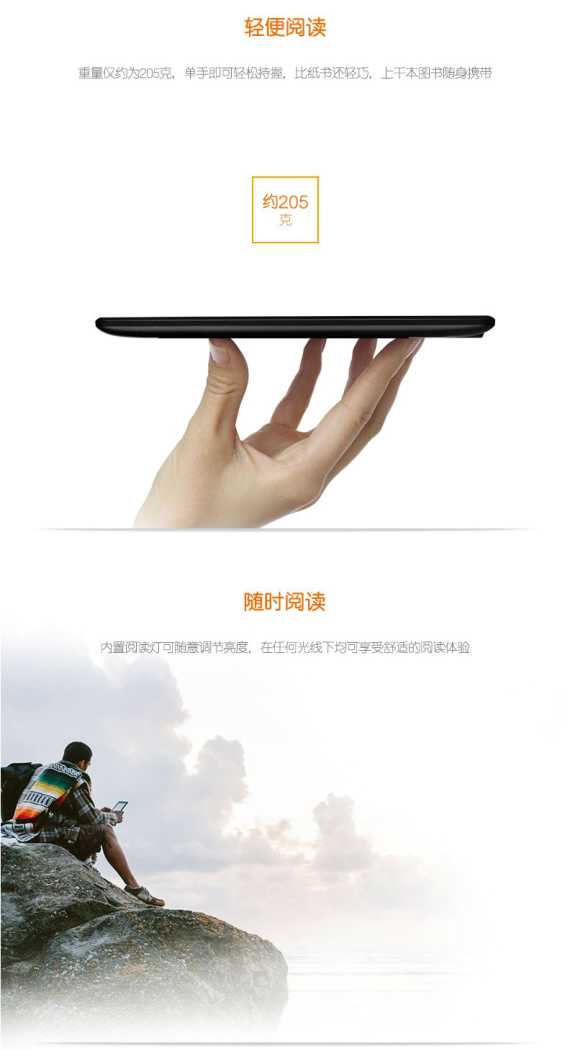 轻便阅读
重量仅约为205克，单手即可轻松持握，比纸书还轻巧，上千本图书随身携带
约205
克
随时阅读
内置阅读灯可随意调节亮度，在任何光线下均可享受舒适的阅读体验